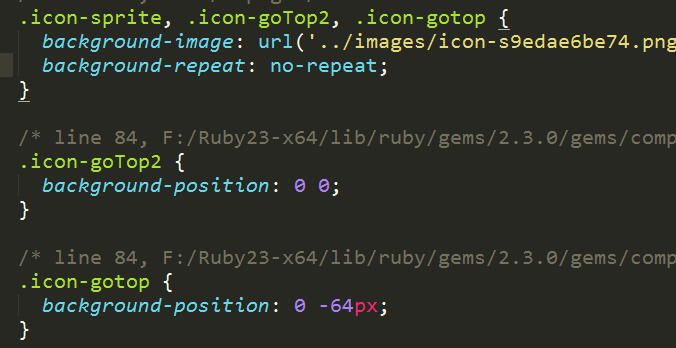 .icon-sprite, .icon-goTop2, .icon-gotop {
background-image: url('../images/icon-s9edae6be74.png
background-repeat: no-repeat;
}
/* line 84, F:/Ruby23-x64/lib/ruby/gems/2.3.0/gems/comp
.icon-goTop2 {
background-position: 0 0;
}
/* line 84, F:/Ruby23-x64/lib/ruby/gems/2.3.0/gems/comp
.icon-gotop {
background-position: 0 -64px;
}